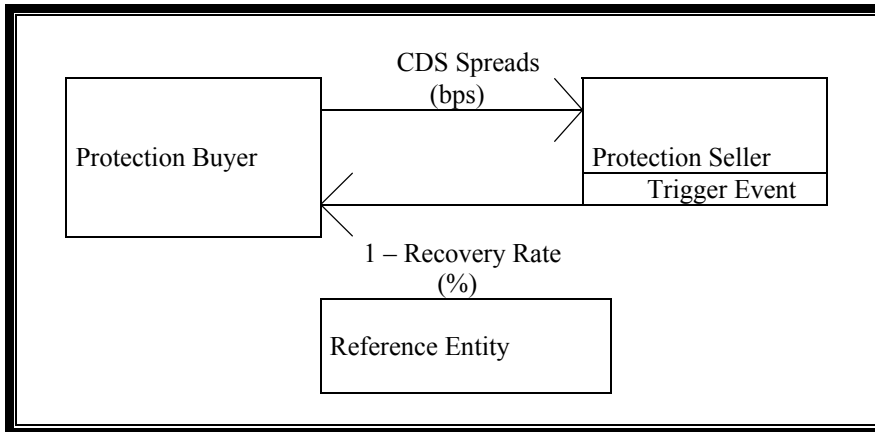 CDS Spreads
(bps)
Protection Buyer
Protection Seller
Trigger Event
1 – Recovery Rate
(%)
Reference Entity